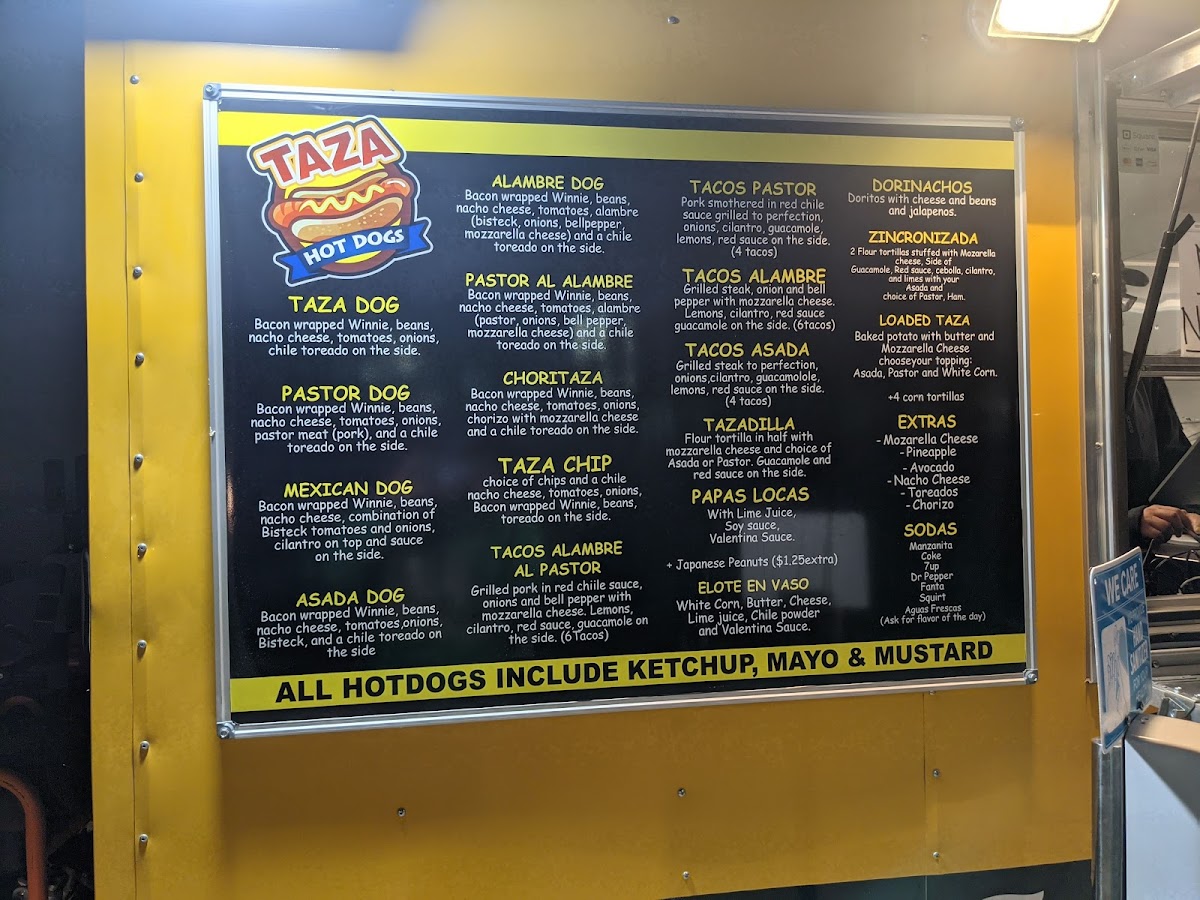 TAZA
HOT DOGS
TAZA DOG
Bacon wrapped Winnie, beans,
nacho cheese, tomatoes, onions,
chile toreado on the side.
PASTOR DOG
Bacon wrapped Winnie, beans,
nacho cheese, tomatoes, onions,
pastor meat (pork), and a chile
toreado on the side.
MEXICAN DOG
Bacon wrapped Winnie, beans,
nacho cheese, combination of
Bisteck tomatoes and onions,
cilantro on top and sauce
on the side.
ASADA DOG
Bacon wrapped Winnie, beans,
nacho cheese, tomatoes,onions,
Bisteck, and a chile toreado on
the side
ALAMBRE DOG
Bacon wrapped Winnie, beans,
nacho cheese, tomatoes, alambre
(bisteck, onions, bellpepper,
mozzarella cheese) and a chile
toreado on the side.
PASTOR AL ALAMBRE
Bacon wrapped Winnie, beans,
nacho cheese, tomatoes, alambre
(pastor, onions, bell pepper,
mozzarella cheese) and a chile
toreado on the side.
CHORITAZA
Bacon wrapped Winnie, beans,
nacho cheese, tomatoes, onions,
chorizo with mozzarella cheese
and a chile toreado on the side.
TAZA CHIP
choice of chips and a chile
nacho cheese, tomatoes, onions,
Bacon wrapped Winnie, beans,
toreado on the side.
TACOS ALAMBRE
AL PASTOR
Grilled pork in red chiile sauce,
onions and bell pepper with
mozzarella cheese. Lemons,
cilantro, red sauce, guacamole on
the side. (6Tacos)
TACOS PASTOR
Pork smothered in red chile
sauce grilled to perfection,
onions, cilantro, guacamole,
lemons, red sauce on the side.
(4 tacos)
TACOS ALAMBRE
Grilled steak, onion and bell
pepper with mozzarella cheese.
Lemons, cilantro, red sauce
guacamole on the side. (6tacos)
TACOS ASADA
Grilled steak to perfection,
onions,cilantro, guacamolole,
lemons, red sauce on the side.
(4 tacos)
TAZADILLA
Flour tortilla in half with
mozzarella cheese and choice of
Asada or Pastor. Guacamole and
red sauce on the side.
PAPAS LOCAS
With Lime Juice,
Soy sauce,
Valentina Sauce.
+ Japanese Peanuts ($1.25extra)
ELOTE EN VASO
White Corn, Butter, Cheese,
Lime juice, Chile powder
and Valentina Sauce.
DORINACHOS
Doritos with cheese and beans
and jalapenos.
ZINCRONIZADA
2 Flour tortillas stuffed with Mozarella
cheese, Side of
Guacamole, Red sauce, cebolla, cilantro,
and limes with your
Asada and
choice of Pastor, Ham.
LOADED TAZA
Baked potato with butter and
Mozzarella Cheese
chooseyour topping:
Asada, Pastor and White Corn.
+4 corn tortillas
EXTRAS
- Mozarella Cheese
- Pineapple
- Avocado
- Nacho Cheese
- Toreados
- Chorizo
SODAS
Manzanita
Coke
7up
Dr Pepper
Fanta
Squirt
Aguas Frescas
(Ask for flavor of the day)
ALL HOTDOGS INCLUDE KETCHUP, MAYO & MUSTARD
Square
WE CARE